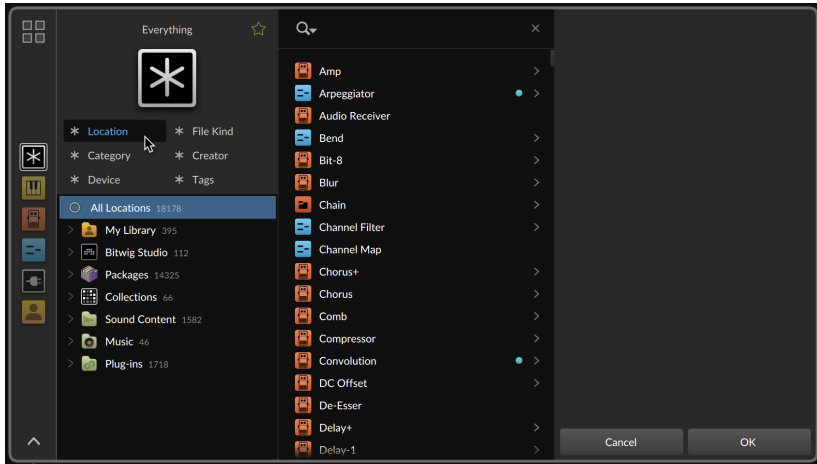 Everything
Location
File Kind
Category
Creator
Device
Tags
All Locations 18178
My Library 395
Bitwig Studio 112
Packages 14325
Collections 66
Sound Content 1582
Music 46
Plug-ins 1718
Amp
Arpeggiator
Audio Receiver
Bend
Bit-8
Blur
Chain
Channel Filter
Channel Map
Chorus+
Chorus
Comb
Compressor
Convolution
DC Offset
De-Esser
Delay+
Delay-1
Cancel
OK